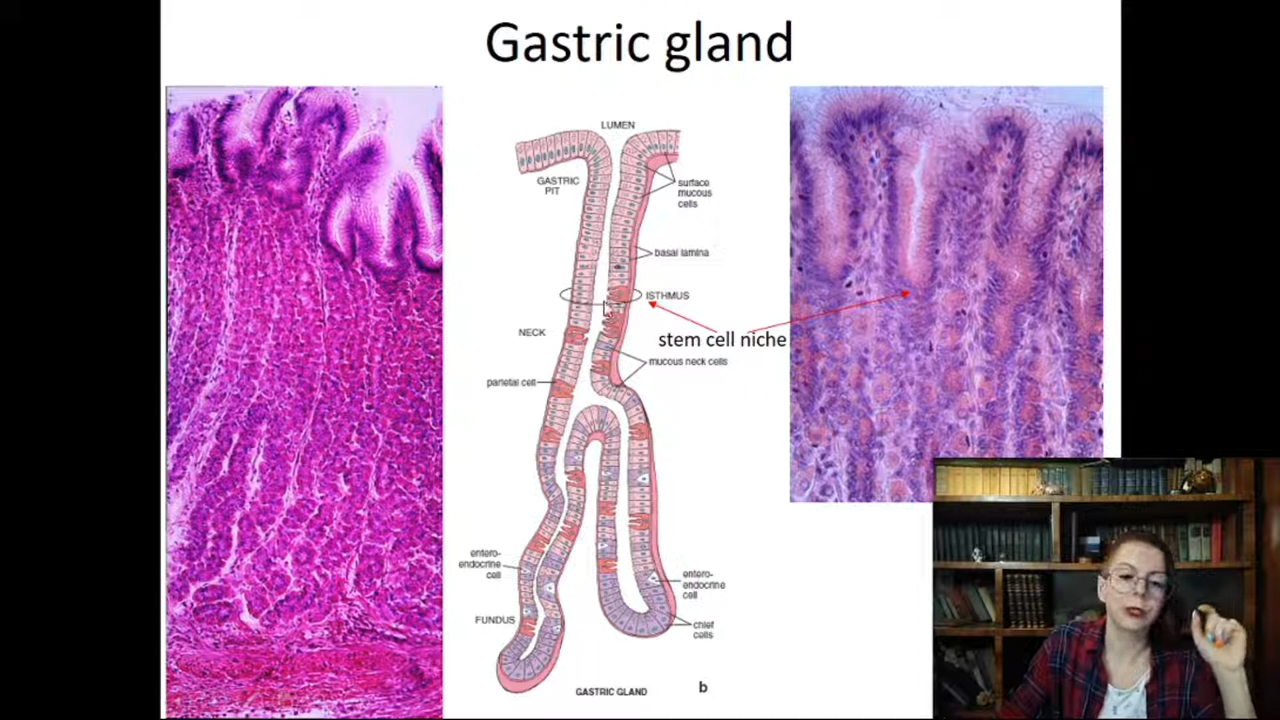 Gastric gland
LUMEN
GASTRIC
PIT
surface
mucous
cells
basal lamina
ISTHMUS
NECK
stem cell niche
mucous neck cells
parietal cell
entero-
endocrine
cell
entero-
endocrine
cell
FUNDUS
chief
cells
GASTRIC GLAND
b